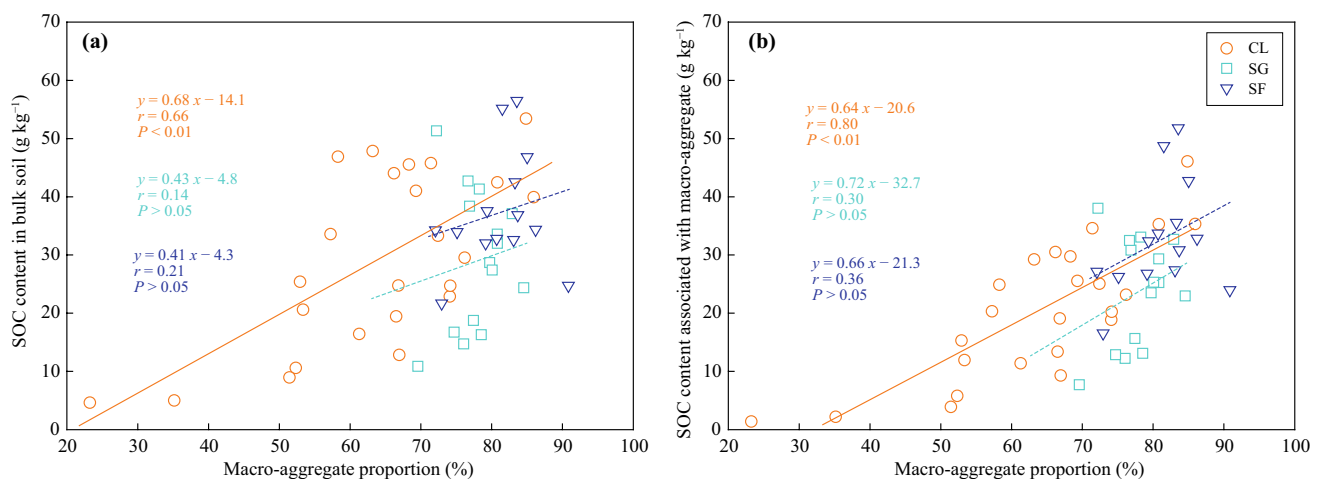 (a)
SOC content in bulk soil (g kg⁻¹)
70
60
50
40
30
20
10
0
y = 0.68 x − 14.1
r = 0.66
P < 0.01
y = 0.43 x − 4.8
r = 0.14
P > 0.05
y = 0.41 x − 4.3
r = 0.21
P > 0.05
20 30 40 50 60 70 80 90 100
Macro-aggregate proportion (%)
(b)
SOC content associated with macro-aggregate (g kg⁻¹)
70
60
50
40
30
20
10
0
CL
SG
SF
y = 0.64 x − 20.6
r = 0.80
P < 0.01
y = 0.72 x − 32.7
r = 0.30
P > 0.05
y = 0.66 x − 21.3
r = 0.36
P > 0.05
20 30 40 50 60 70 80 90 100
Macro-aggregate proportion (%)